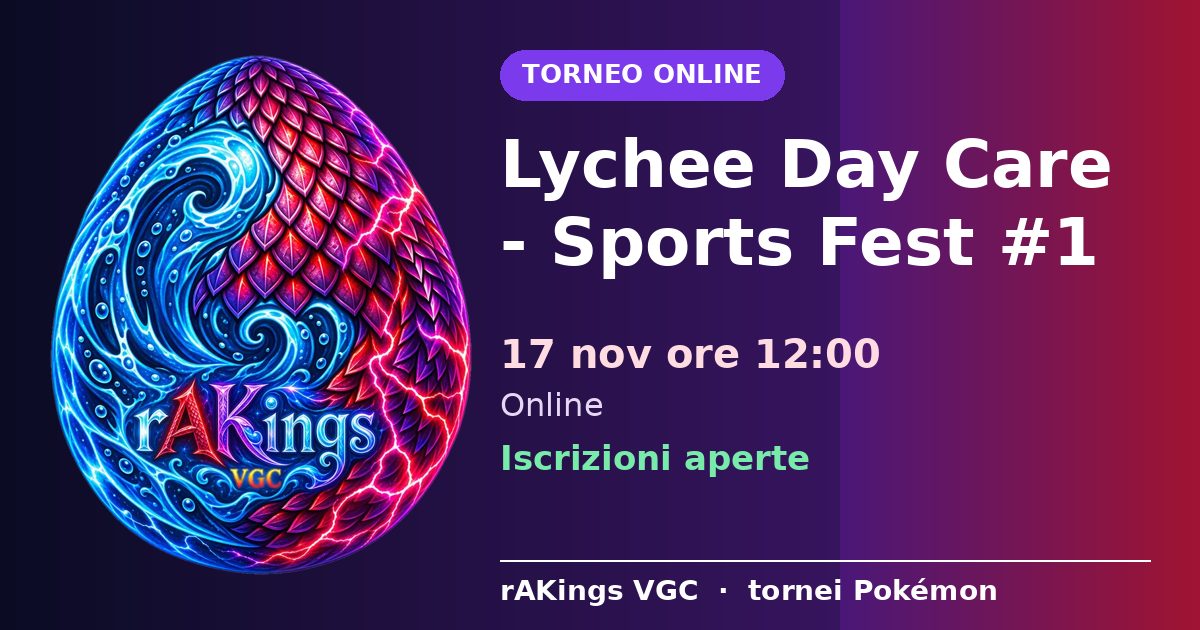 rAKings
VGC
TORNEO ONLINE
Lychee Day Care
- Sports Fest #1
17 nov ore 12:00
Online
Iscrizioni aperte
rAKings VGC · tornei Pokémon